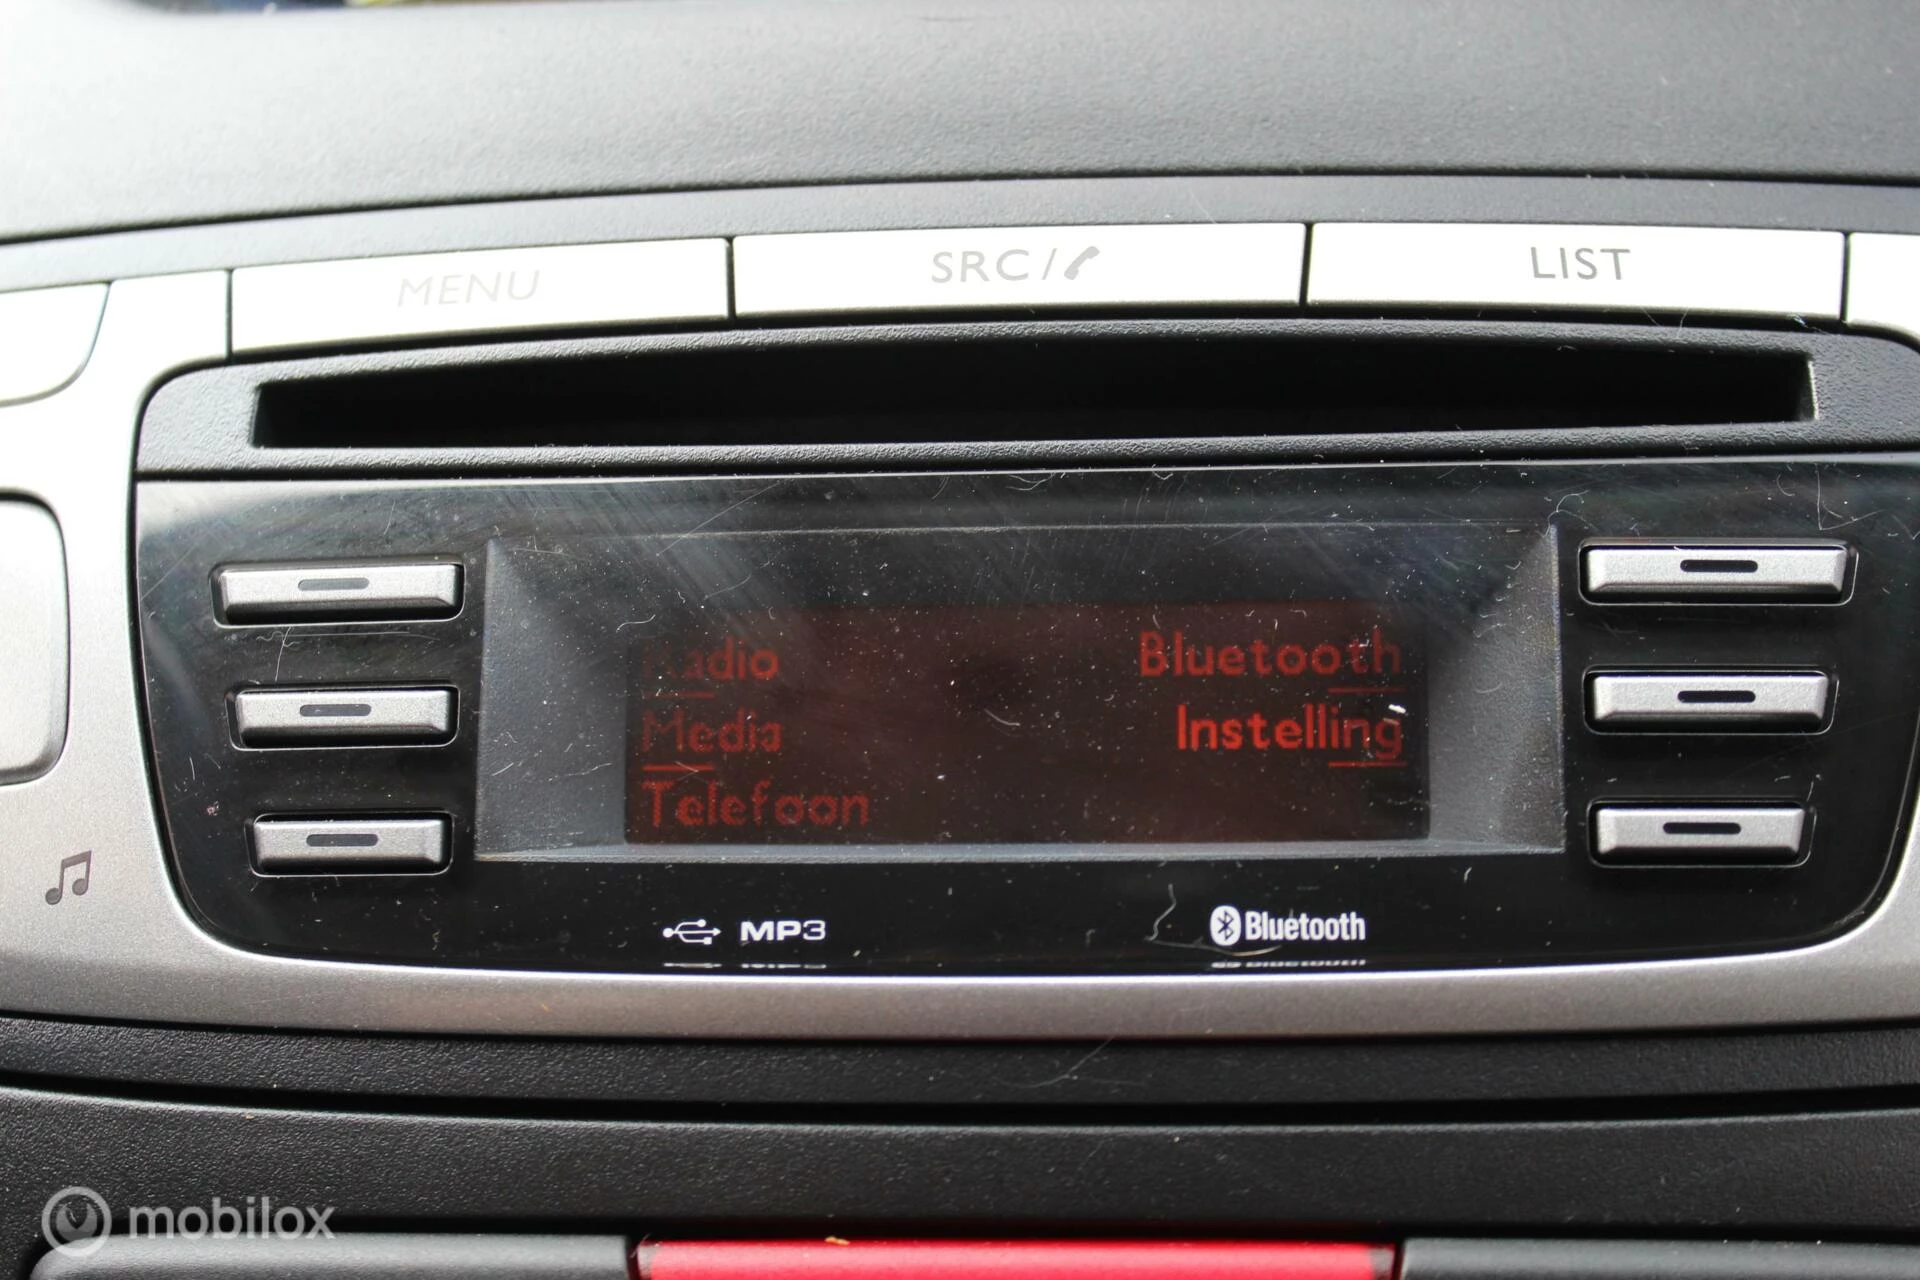 MENU
SRC/
LIST
Radio
Bluetooth
Media
Instelling
Telefoon
MP3
Bluetooth
mobilox